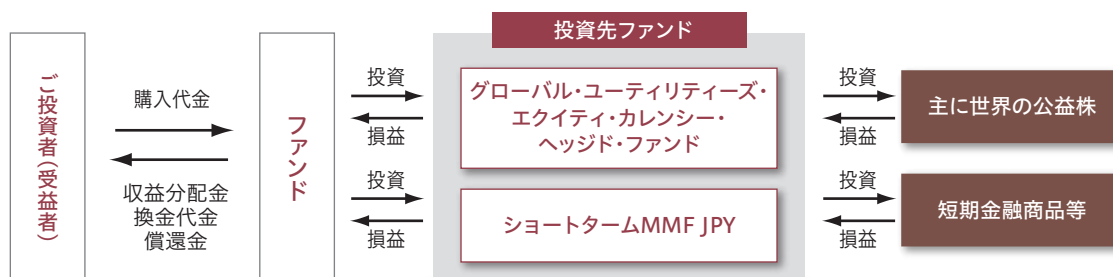 ご投資者(受益者)
購入代金
収益分配金
換金代金
償還金
ファンド
投資
損益
投資
損益
投資先ファンド
グローバル・ユーティリティーズ・
エクイティ・カレンシー・
ヘッジド・ファンド
ショートタームMMF JPY
投資
損益
投資
損益
主に世界の公益株
短期金融商品等